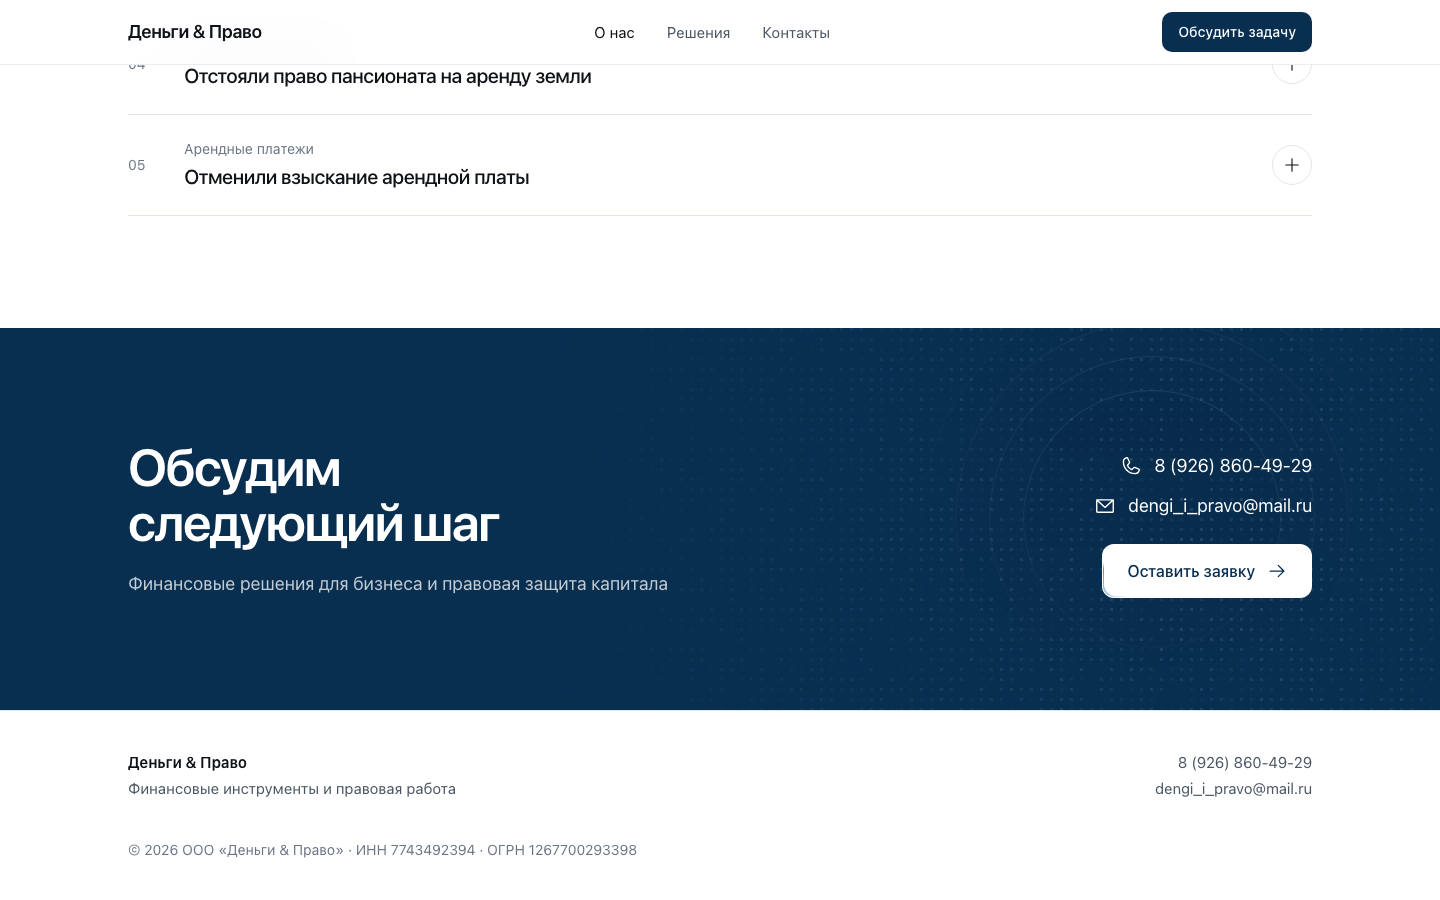 Деньги & Право
О нас
Решения
Контакты
Обсудить задачу
04
Отстояли право пансионата на аренду земли
05
Арендные платежи
Отменили взыскание арендной платы
Обсудим
следующий шаг
Финансовые решения для бизнеса и правовая защита капитала
8 (926) 860-49-29
dengi_i_pravo@mail.ru
Оставить заявку
Деньги & Право
Финансовые инструменты и правовая работа
8 (926) 860-49-29
dengi_i_pravo@mail.ru
© 2026 ООО «Деньги & Право» · ИНН 7743492394 · ОГРН 1267700293398